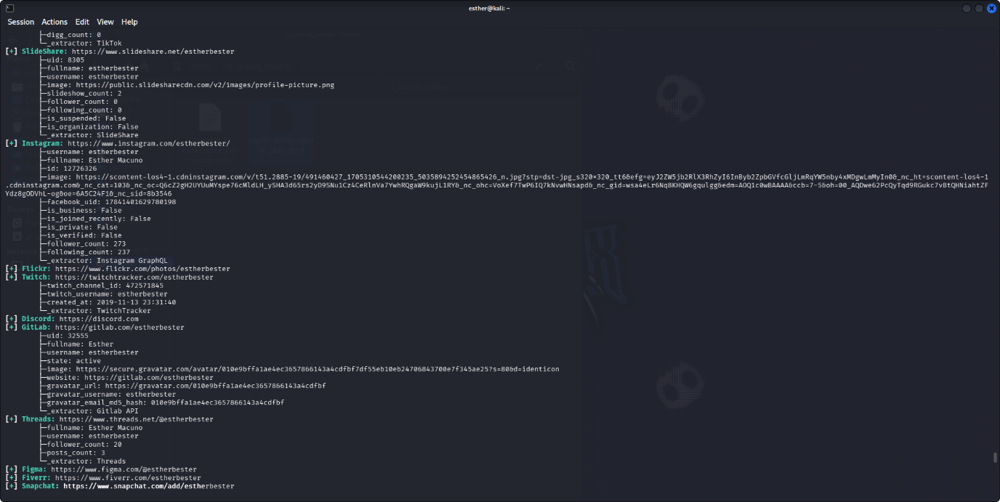 esther@kali: ~
Session Actions Edit View Help
├─digg_count: 0
└─_extractor: TikTok
[+] SlideShare: https://www.slideshare.net/estherbester
├─uid: 8305
├─fullname: estherbester
├─username: estherbester
├─image: https://public.slidesharecdn.com/v2/images/profile-picture.png
├─slideshow_count: 2
├─follower_count: 0
├─following_count: 0
├─is_suspended: False
├─is_organization: False
└─_extractor: SlideShare
[+] Instagram: https://www.instagram.com/estherbester/
├─username: estherbester
├─fullname: Esther Macuno
├─id: 12726326
├─image: https://scontent-los4-1.cdninstagram.com/v/t51.2885-19/491460427_1705310544200235_5035894252454865426_n.jpg?stp=dst-jpg_s320×320_tt6&efg=eyJ2ZW5jb2RlX3RhZyI6InByb2ZpbGVfcGljLmRqYW5nby4xMDgwLmMyIn0&_nc_ht=scontent-los4-1
.cdninstagram.com&_nc_cat=103&_nc_oc=Q6cZ2gH2UYUuMYspe76cMldLH_ySHA3d65rs2yD9SNu1Cz4CeRlnVa7YwhRQgaW9kujL1RY&_nc_ohc=VoXef7TwP6IQ7kNvwHNsapd&_nc_gid=wsa4eLr6Nq8KHQW6gqulgg&edm=AOQ1c0wBAAAA&ccb=7-5&oh=00_AQDwe62PcQyTqd9RGukc7vBtQHNiahtZF
Ydz8gODVhL-og&oe=6A5C24F1&_nc_sid=8b3546
├─facebook_uid: 17841401629780198
├─is_business: False
├─is_joined_recently: False
├─is_private: False
├─is_verified: False
├─follower_count: 273
├─following_count: 237
└─_extractor: Instagram GraphQL
[+] Flickr: https://www.flickr.com/photos/estherbester
[+] Twitch: https://twitchtracker.com/estherbester
├─twitch_channel_id: 472571845
├─twitch_username: estherbester
├─created_at: 2019-11-13 23:31:40
└─_extractor: TwitchTracker
[+] Discord: https://discord.com
[+] GitLab: https://gitlab.com/estherbester
├─uid: 32555
├─fullname: Esther
├─username: estherbester
├─state: active
├─image: https://secure.gravatar.com/avatar/010e9bffa1ae4ec3657866143a4cdfbf7df55eb10eb24706843700e7f345ae25?s=80&d=identicon
├─website: https://gitlab.com/estherbester
├─gravatar_url: https://gravatar.com/010e9bffa1ae4ec3657866143a4cdfbf
├─gravatar_username: estherbester
├─gravatar_email_md5_hash: 010e9bffa1ae4ec3657866143a4cdfbf
└─_extractor: Gitlab API
[+] Threads: https://www.threads.net/@estherbester
├─fullname: Esther Macuno
├─username: estherbester
├─follower_count: 20
├─posts_count: 3
└─_extractor: Threads
[+] Figma: https://www.figma.com/@estherbester
[+] Fiverr: https://www.fiverr.com/estherbester
[+] Snapchat: https://www.snapchat.com/add/estherbester